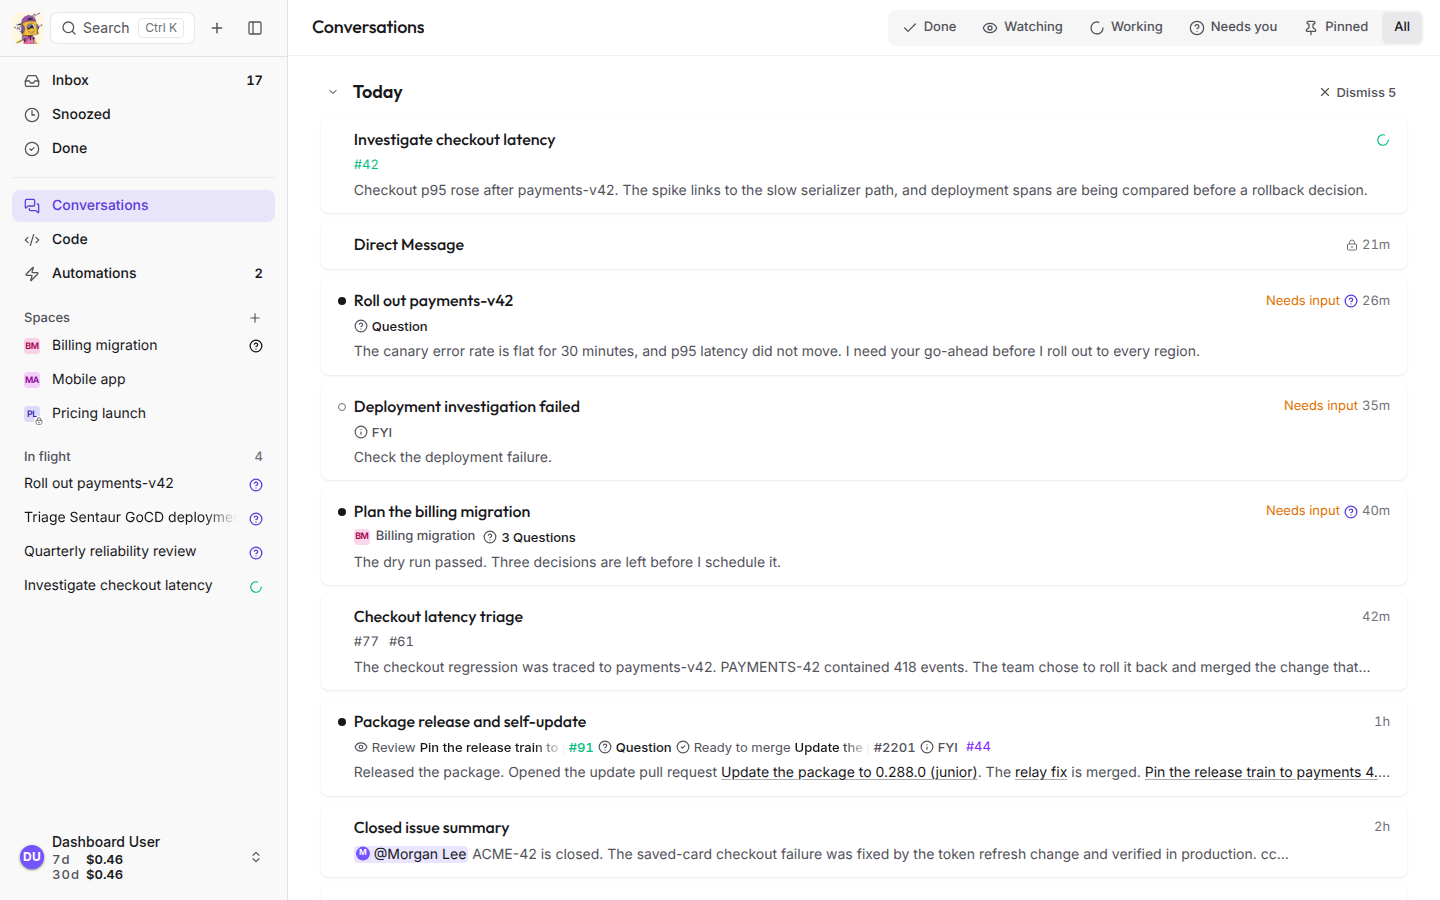 Search Ctrl K
Inbox 17
Snoozed
Done
Conversations
Code
Automations 2
Spaces
BM Billing migration
MA Mobile app
PL Pricing launch
In flight 4
Roll out payments-v42
Triage Sentaur GoCD deployme
Quarterly reliability review
Investigate checkout latency
DU Dashboard User
7d $0.46
30d $0.46
Conversations
Done Watching Working Needs you Pinned All
Today Dismiss 5
Investigate checkout latency
#42
Checkout p95 rose after payments-v42. The spike links to the slow serializer path, and deployment spans are being compared before a rollback decision.
Direct Message 21m
Roll out payments-v42 Needs input 26m
Question
The canary error rate is flat for 30 minutes, and p95 latency did not move. I need your go-ahead before I roll out to every region.
Deployment investigation failed Needs input 35m
FYI
Check the deployment failure.
Plan the billing migration Needs input 40m
BM Billing migration 3 Questions
The dry run passed. Three decisions are left before I schedule it.
Checkout latency triage 42m
#77 #61
The checkout regression was traced to payments-v42. PAYMENTS-42 contained 418 events. The team chose to roll it back and merged the change that...
Package release and self-update 1h
Review Pin the release train to #91 Question Ready to merge Update the #2201 FYI #44
Released the package. Opened the update pull request Update the package to 0.288.0 (junior). The relay fix is merged. Pin the release train to payments 4....
Closed issue summary 2h
M @Morgan Lee ACME-42 is closed. The saved-card checkout failure was fixed by the token refresh change and verified in production. cc...